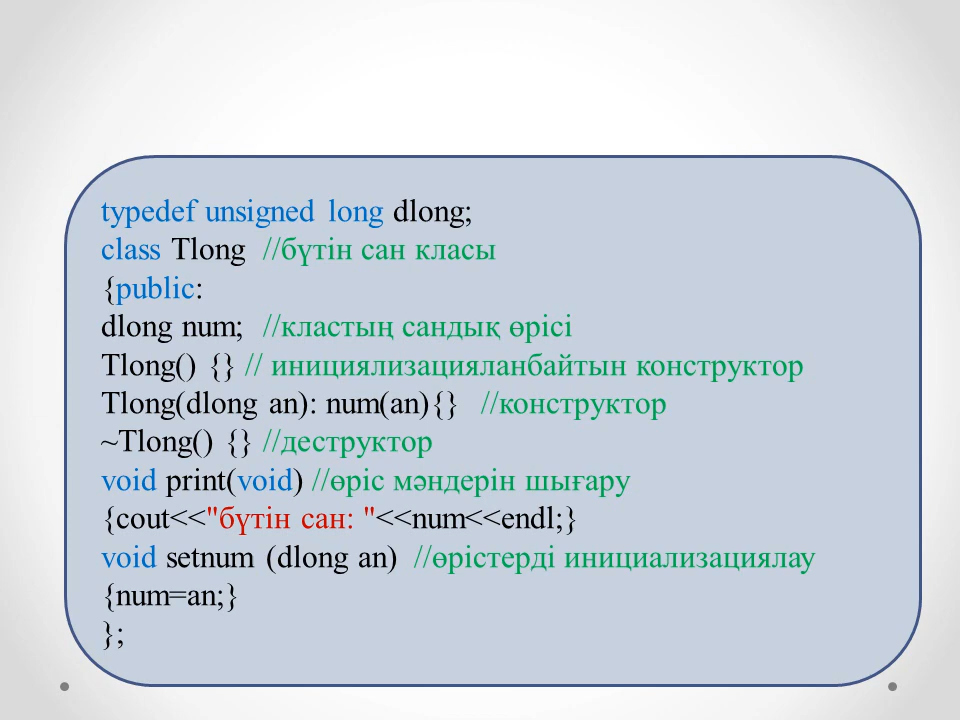 typedef unsigned long dlong;
class Tlong //бүтін сан класы
{public:
dlong num; //кластың сандық өрісі
Tlong() {} // инициялизацияланбайтын конструктор
Tlong(dlong an): num(an){} //конструктор
~Tlong() {} //деструктор
void print(void) //өріс мәндерін шығару
{cout<<"бүтін сан: "<<num<<endl;}
void setnum (dlong an) //өрістерді инициализациялау
{num=an;}
};